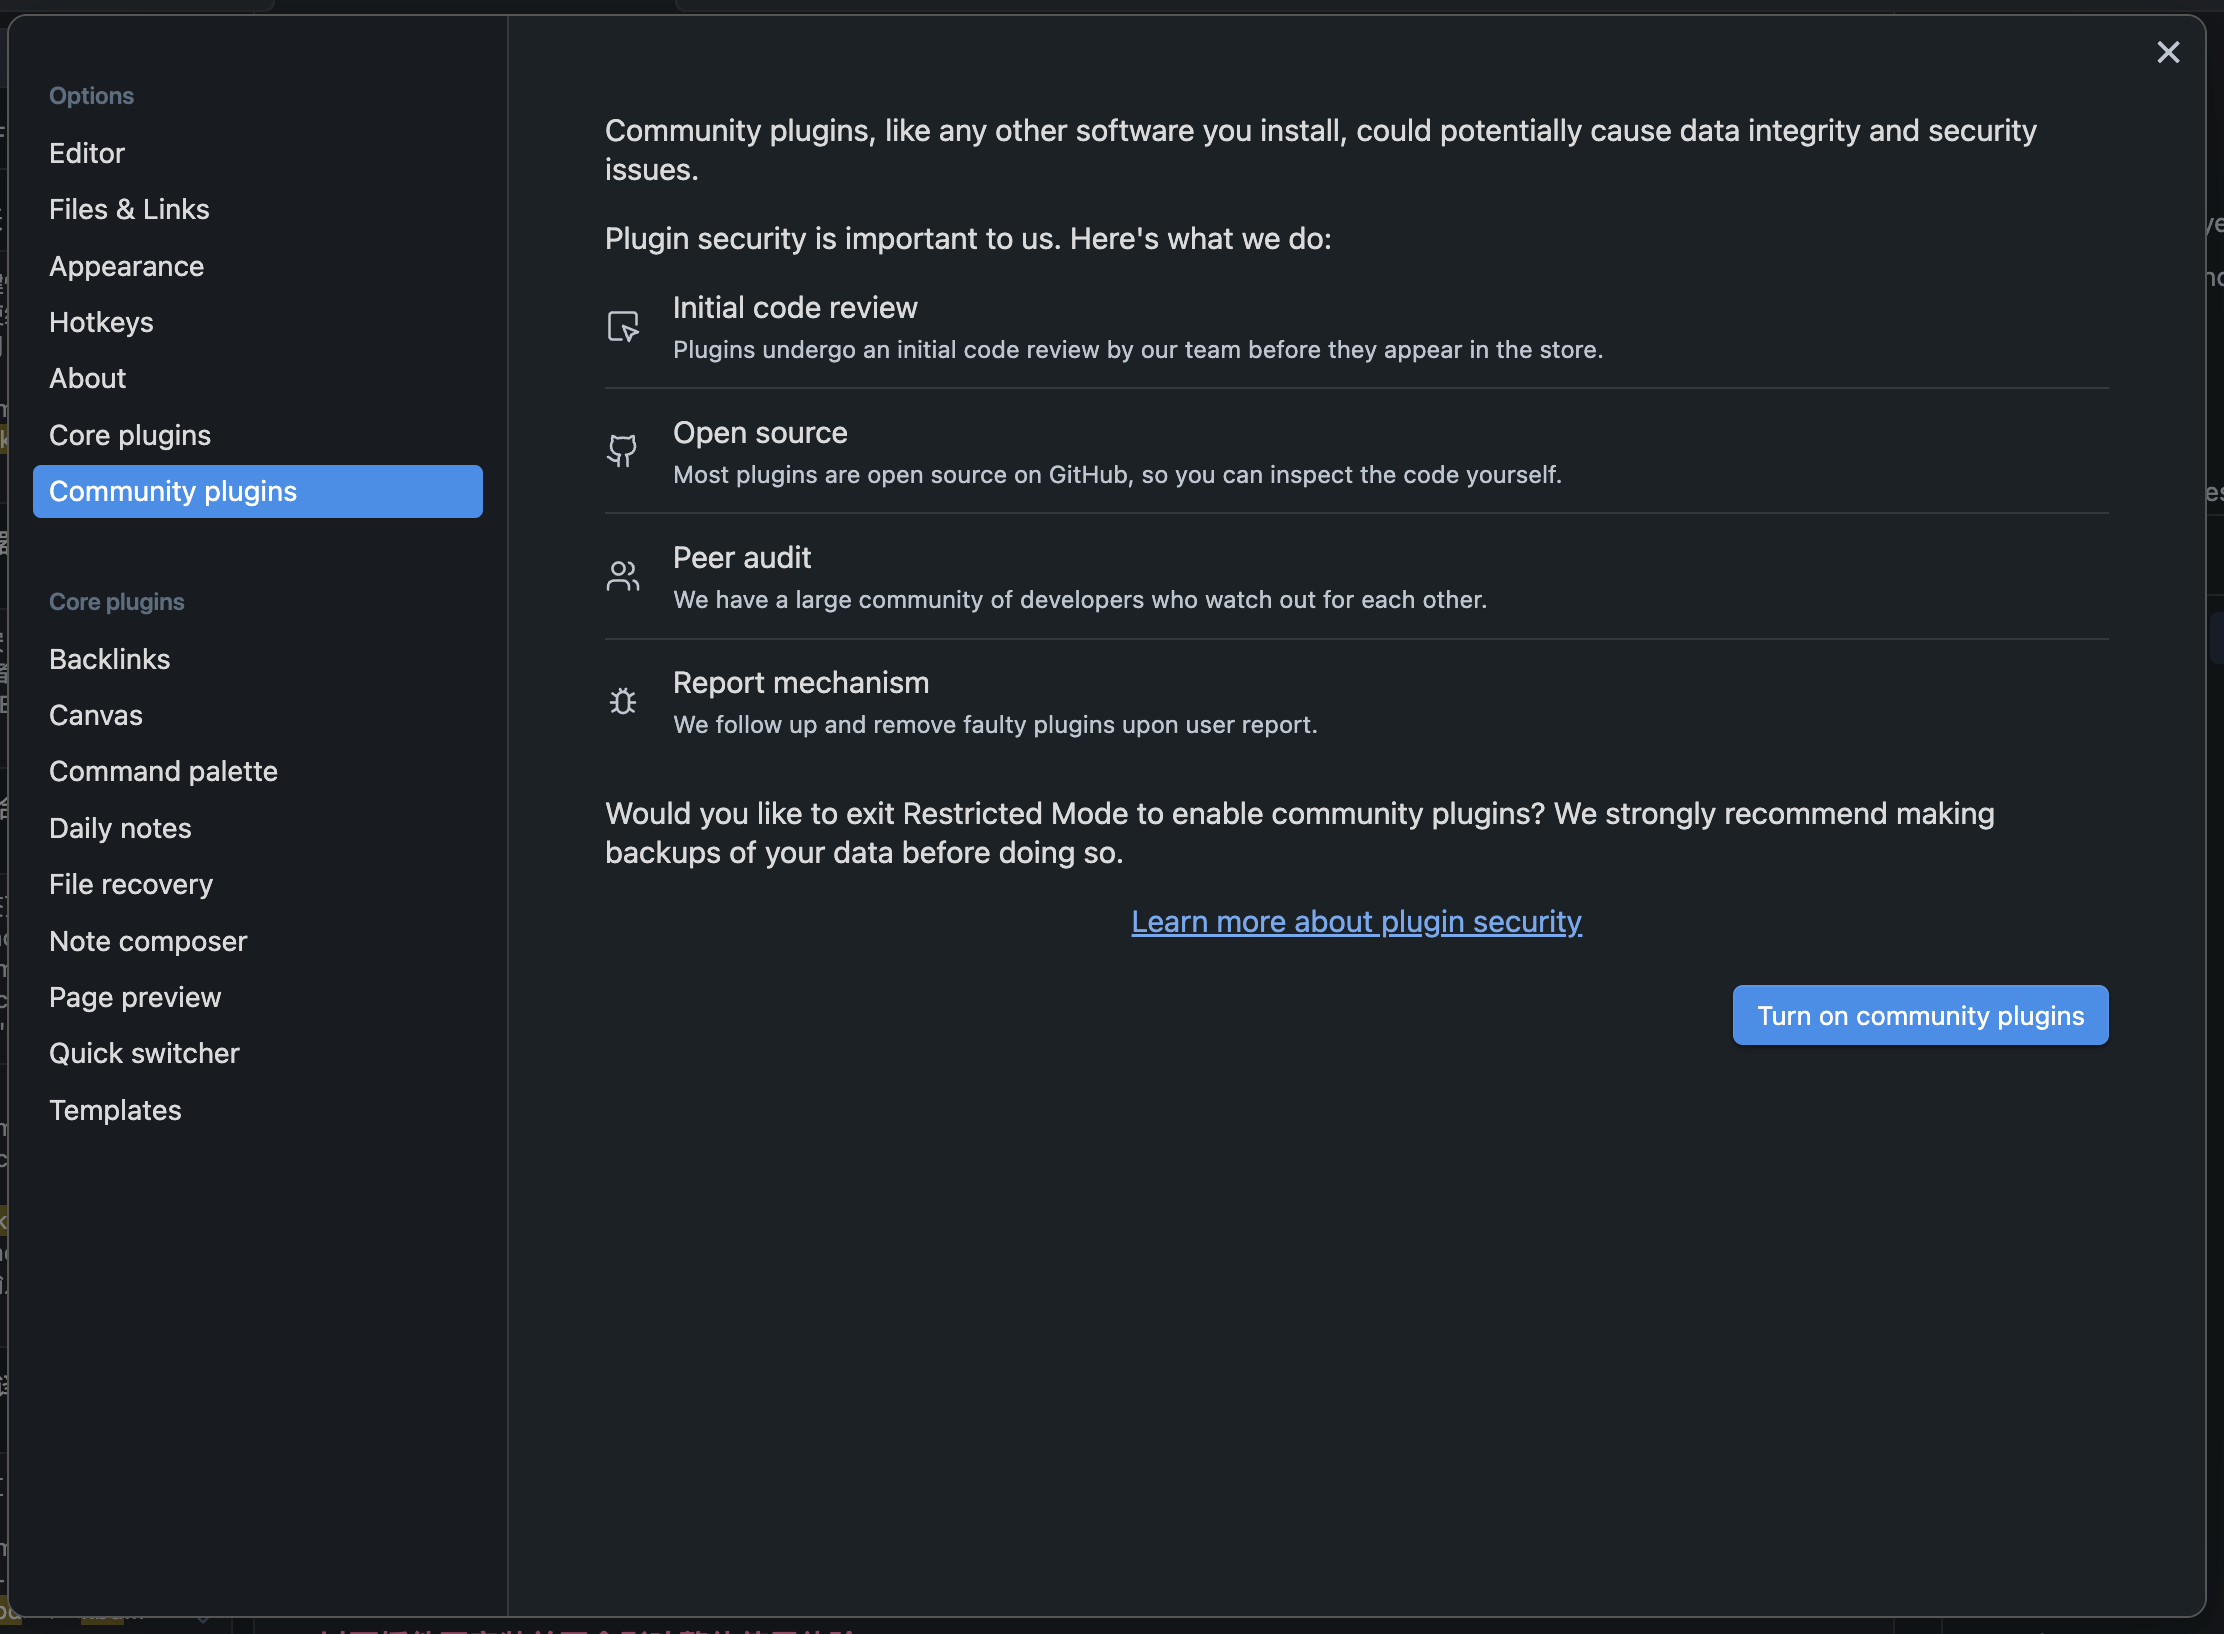 Options
Editor
Files & Links
Appearance
Hotkeys
About
Core plugins
Community plugins
Core plugins
Backlinks
Canvas
Command palette
Daily notes
File recovery
Note composer
Page preview
Quick switcher
Templates
Community plugins, like any other software you install, could potentially cause data integrity and security
issues.
Plugin security is important to us. Here's what we do:
Initial code review
Plugins undergo an initial code review by our team before they appear in the store.
Open source
Most plugins are open source on GitHub, so you can inspect the code yourself.
Peer audit
We have a large community of developers who watch out for each other.
Report mechanism
We follow up and remove faulty plugins upon user report.
Would you like to exit Restricted Mode to enable community plugins? We strongly recommend making
backups of your data before doing so.
Learn more about plugin security
Turn on community plugins